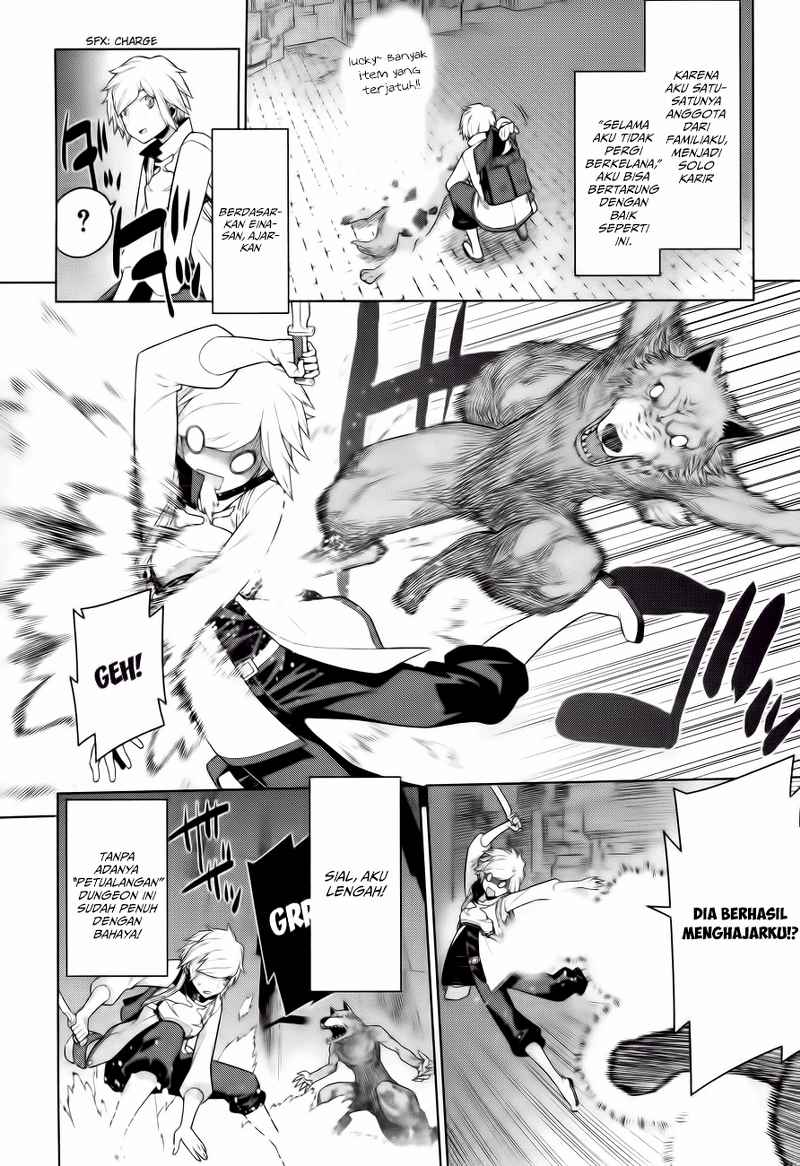 KARENA
AKU SATU-
SATUNYA
ANGGOTA
DARI
FAMILIAKU,
MENJADI
SOLO
KARIR
"SELAMA
AKU TIDAK
PERGI
BERKELANA,"
AKU BISA
BERTARUNG
DENGAN
BAIK
SEPERTI
INI.
lucky~ Banyak
item yang
terjatuh!!
SFX: CHARGE
BERDASAR-
KAN EINA-
SAN, AJAR-
KAN
?
GEH!
DIA BERHASIL
MENGHAJARKU!?
SIAL, AKU
LENGAH!
GRR
TANPA
ADANYA
"PETUALANGAN"
DUNGEON INI
SUDAH PENUH
DENGAN
BAHAYA!